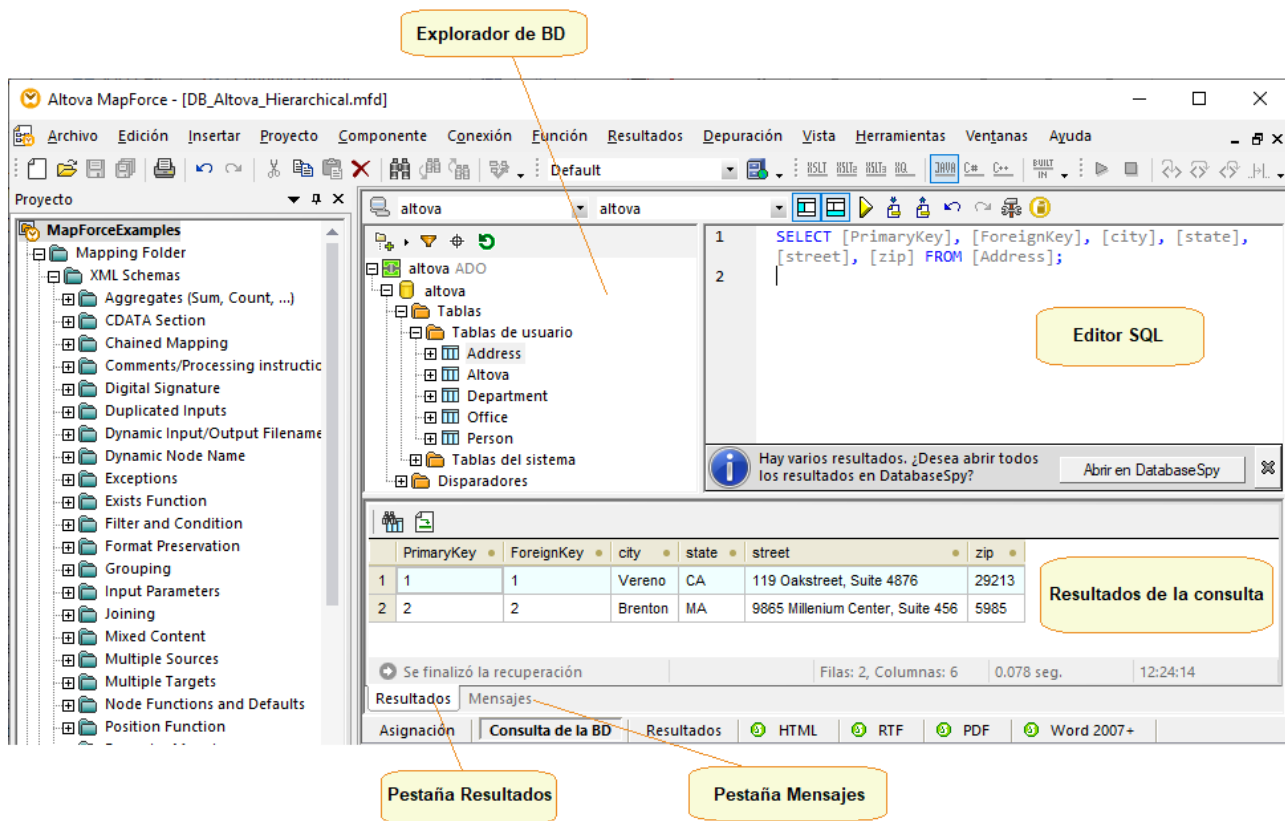 Explorador de BD
Altova MapForce - [DB_Altova_Hierarchical.mfd]
Archivo Edición Insertar Proyecto Componente Conexión Función Resultados Depuración Vista Herramientas Ventanas Ayuda
Default
XSLT XSLT2 XSLT3 XQ JAVA C# C++ BUILT IN
Proyecto
MapForceExamples
Mapping Folder
XML Schemas
Aggregates (Sum, Count, ...)
CDATA Section
Chained Mapping
Comments/Processing instructic
Digital Signature
Duplicated Inputs
Dynamic Input/Output Filename
Dynamic Node Name
Exceptions
Exists Function
Filter and Condition
Format Preservation
Grouping
Input Parameters
Joining
Mixed Content
Multiple Sources
Multiple Targets
Node Functions and Defaults
Position Function
altova altova
altova ADO
altova
Tablas
Tablas de usuario
Address
Altova
Department
Office
Person
Tablas del sistema
Disparadores
1 SELECT [PrimaryKey], [ForeignKey], [city], [state],
[street], [zip] FROM [Address];
2
Editor SQL
Hay varios resultados. ¿Desea abrir todos
los resultados en DatabaseSpy?
Abrir en DatabaseSpy
PrimaryKey ForeignKey city state street zip
1 1 1 Vereno CA 119 Oakstreet, Suite 4876 29213
2 2 2 Brenton MA 9865 Millenium Center, Suite 456 5985
Resultados de la consulta
Se finalizó la recuperación Filas: 2, Columnas: 6 0.078 seg. 12:24:14
Resultados Mensajes
Asignación Consulta de la BD Resultados HTML RTF PDF Word 2007+
Pestaña Resultados
Pestaña Mensajes